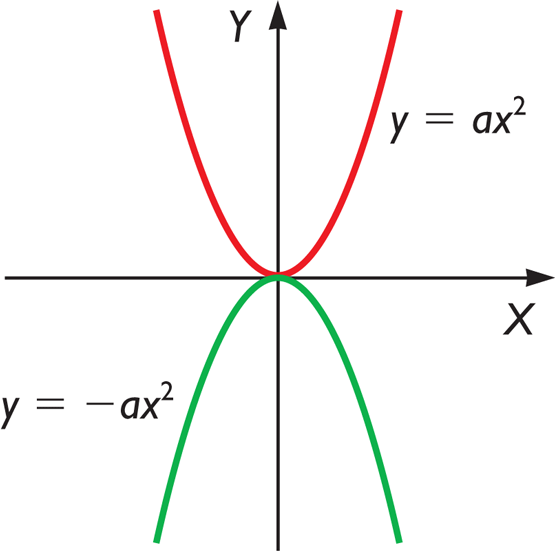 Y
y = ax²
X
y = −ax²